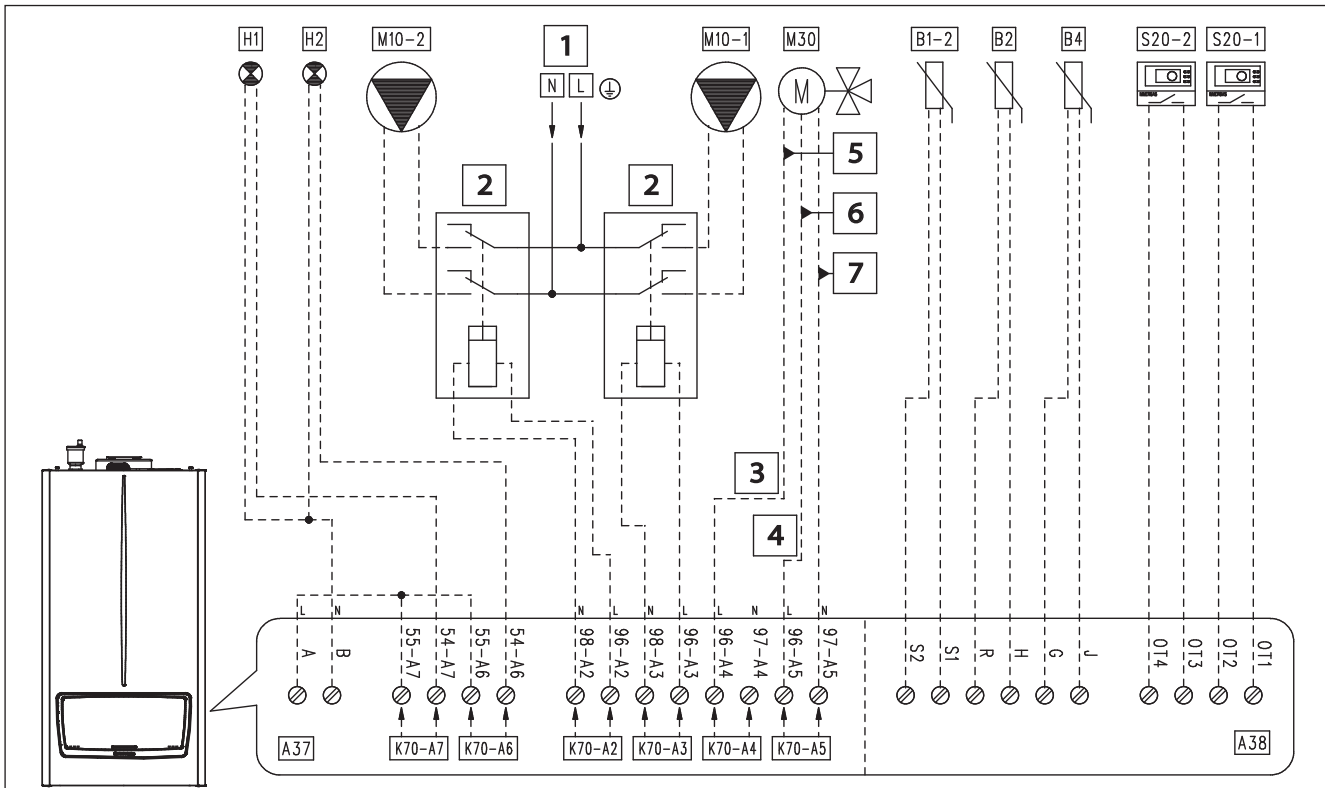 H1 H2 M10-2 1 M10-1 M30 B1-2 B2 B4 S20-2 S20-1
N L
M
5
2 2
6
7
3
4
L N N L N L L N L N
A B 55-A7 54-A7 55-A6 54-A6 98-A2 96-A2 98-A3 96-A3 96-A4 97-A4 96-A5 97-A5 S2 S1 R H G J OT4 OT3 OT2 OT1
A37 K70-A7 K70-A6 K70-A2 K70-A3 K70-A4 K70-A5 A38